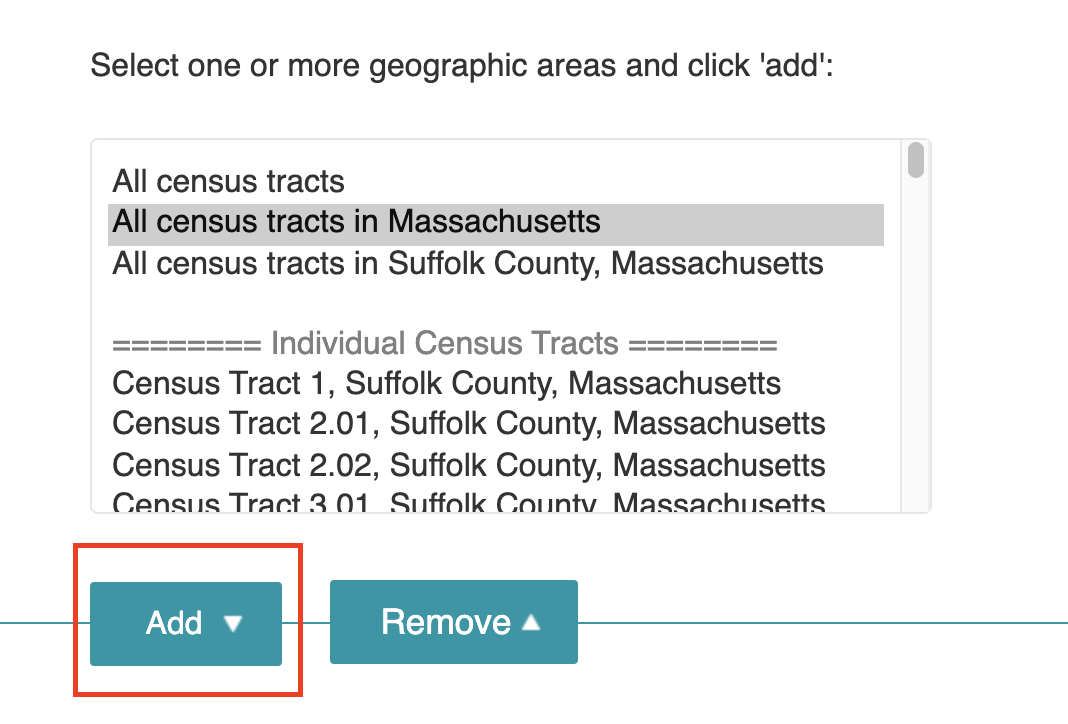 Select one or more geographic areas and click 'add':
All census tracts
All census tracts in Massachusetts
All census tracts in Suffolk County, Massachusetts
======== Individual Census Tracts ========
Census Tract 1, Suffolk County, Massachusetts
Census Tract 2.01, Suffolk County, Massachusetts
Census Tract 2.02, Suffolk County, Massachusetts
Census Tract 3.01, Suffolk County, Massachusetts
Add ▼
Remove ▲